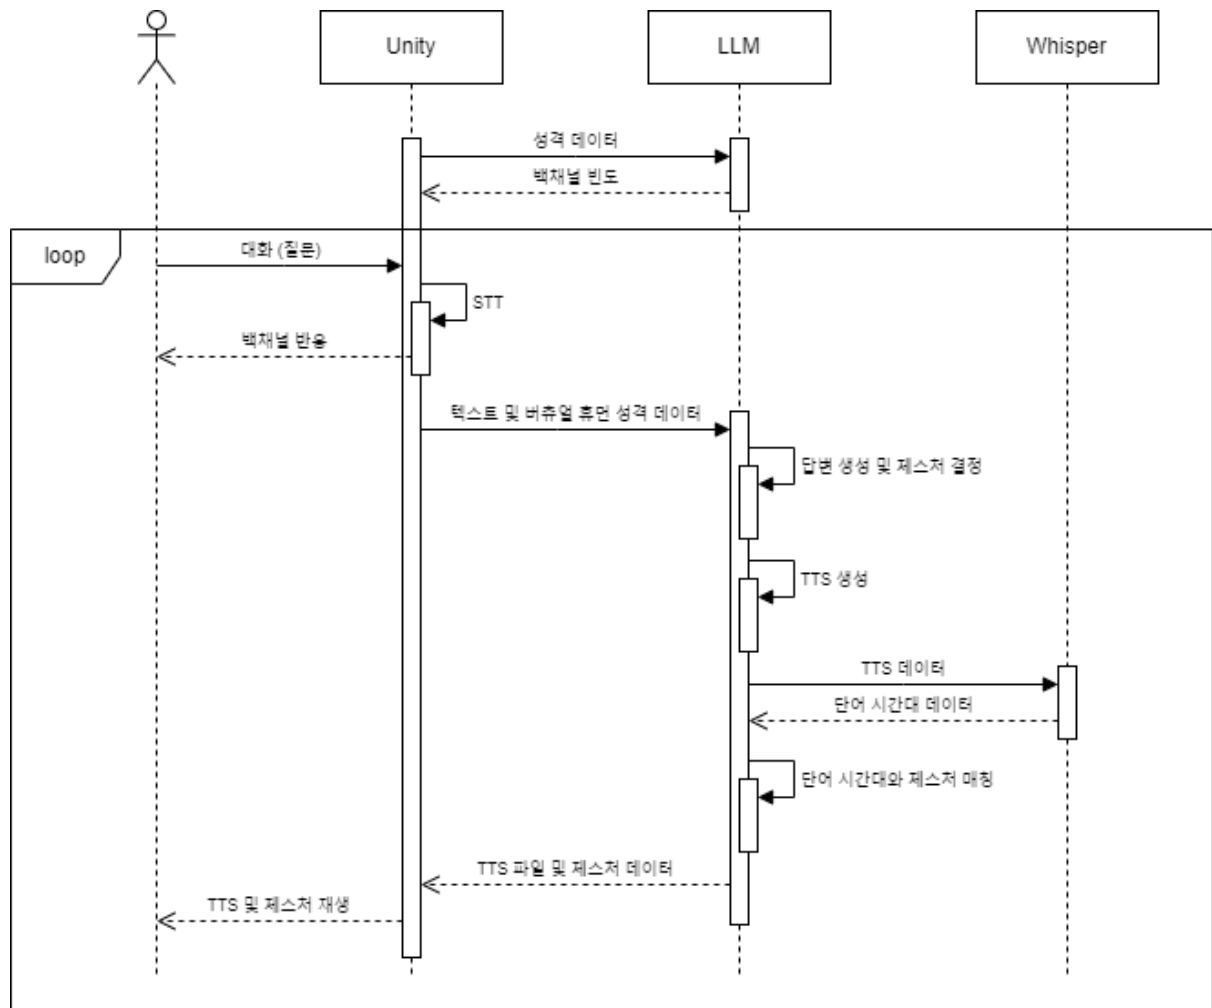 Unity
LLM
Whisper
성격 데이터
백채널 빈도
loop
대화 (질문)
STT
백채널 반응
텍스트 및 버츄얼 휴먼 성격 데이터
답변 생성 및 제스처 결정
TTS 생성
TTS 데이터
단어 시간대 데이터
단어 시간대와 제스처 매칭
TTS 파일 및 제스처 데이터
TTS 및 제스처 재생